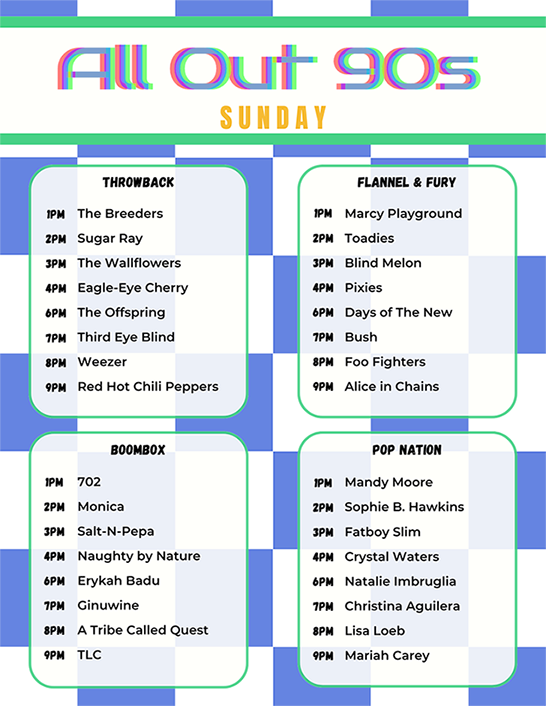 All Out 90s
SUNDAY
THROWBACK
1PM The Breeders
2PM Sugar Ray
3PM The Wallflowers
4PM Eagle-Eye Cherry
6PM The Offspring
7PM Third Eye Blind
8PM Weezer
9PM Red Hot Chili Peppers
FLANNEL & FURY
1PM Marcy Playground
2PM Toadies
3PM Blind Melon
4PM Pixies
6PM Days of The New
7PM Bush
8PM Foo Fighters
9PM Alice in Chains
BOOMBOX
1PM 702
2PM Monica
3PM Salt-N-Pepa
4PM Naughty by Nature
6PM Erykah Badu
7PM Ginuwine
8PM A Tribe Called Quest
9PM TLC
POP NATION
1PM Mandy Moore
2PM Sophie B. Hawkins
3PM Fatboy Slim
4PM Crystal Waters
6PM Natalie Imbruglia
7PM Christina Aguilera
8PM Lisa Loeb
9PM Mariah Carey